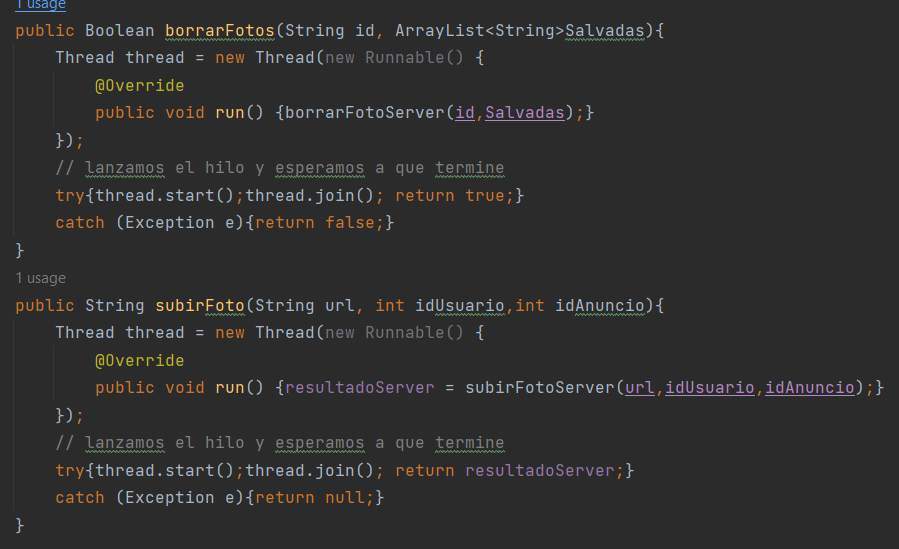 1 usage
public Boolean borrarFotos(String id, ArrayList<String>Salvadas){
    Thread thread = new Thread(new Runnable() {
        @Override
        public void run() {borrarFotoServer(id,Salvadas);}
    });
    // lanzamos el hilo y esperamos a que termine
    try{thread.start();thread.join(); return true;}
    catch (Exception e){return false;}
}
1 usage
public String subirFoto(String url, int idUsuario,int idAnuncio){
    Thread thread = new Thread(new Runnable() {
        @Override
        public void run() {resultadoServer = subirFotoServer(url,idUsuario,idAnuncio);}
    });
    // lanzamos el hilo y esperamos a que termine
    try{thread.start();thread.join(); return resultadoServer;}
    catch (Exception e){return null;}
}